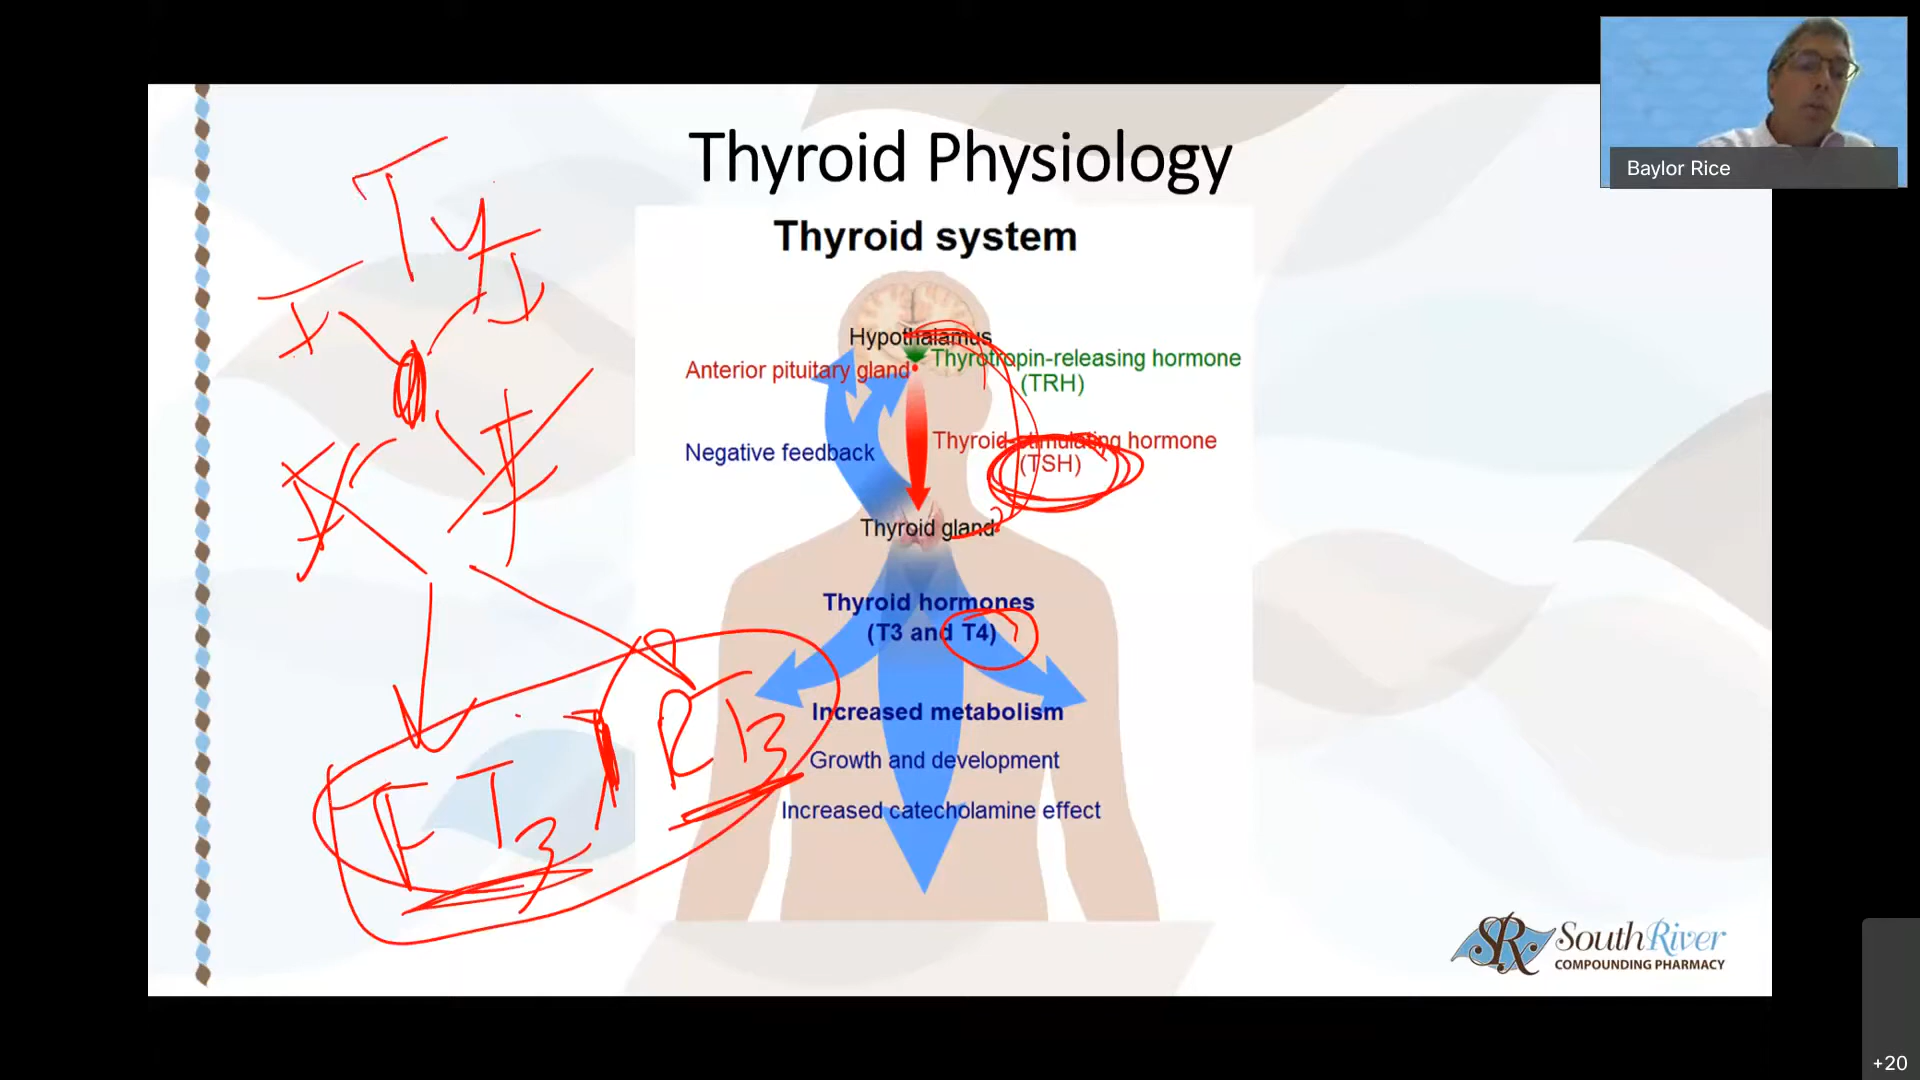 Thyroid Physiology
Baylor Rice
Thyroid system
T4
I
I
I
I
Hypothalamus
Thyrotropin-releasing hormone
(TRH)
Anterior pituitary gland
Thyroid-stimulating hormone
(TSH)
Negative feedback
Thyroid gland
Thyroid hormones
(T3 and T4)
RT3
FT3
Increased metabolism
Growth and development
Increased catecholamine effect
SR
SouthRiver
COMPOUNDING PHARMACY
+20